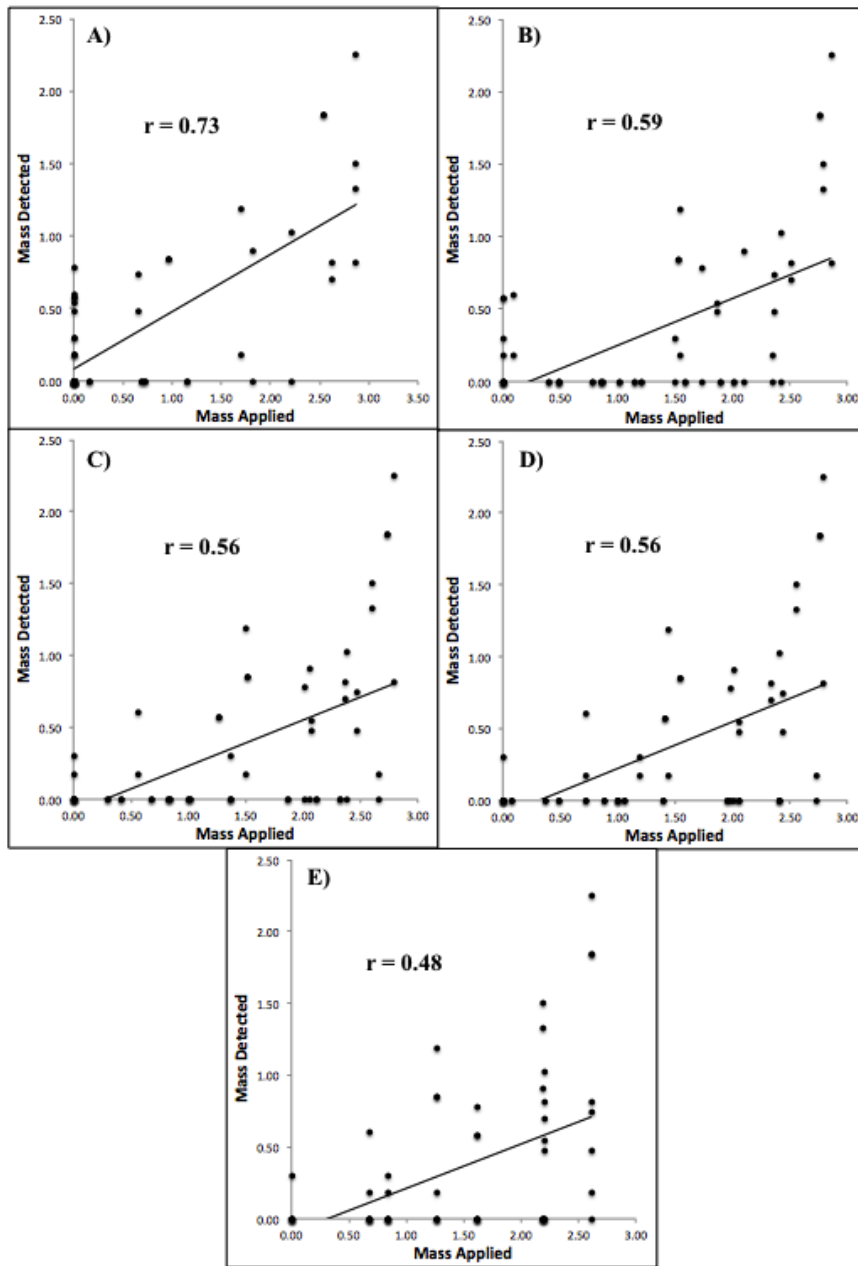 A)
r = 0.73
2.50
2.00
1.50
1.00
0.50
0.00
Mass Detected
0.00 0.50 1.00 1.50 2.00 2.50 3.00 3.50
Mass Applied
B)
r = 0.59
2.50
2.00
1.50
1.00
0.50
0.00
Mass Detected
0.00 0.50 1.00 1.50 2.00 2.50 3.00
Mass Applied
C)
r = 0.56
2.50
2.00
1.50
1.00
0.50
0.00
Mass Detected
0.00 0.50 1.00 1.50 2.00 2.50 3.00
Mass Applied
D)
r = 0.56
2.50
2.00
1.50
1.00
0.50
0.00
Mass Detected
0.00 0.50 1.00 1.50 2.00 2.50 3.00
Mass Applied
E)
r = 0.48
2.50
2.00
1.50
1.00
0.50
0.00
Mass Detected
0.00 0.50 1.00 1.50 2.00 2.50 3.00
Mass Applied